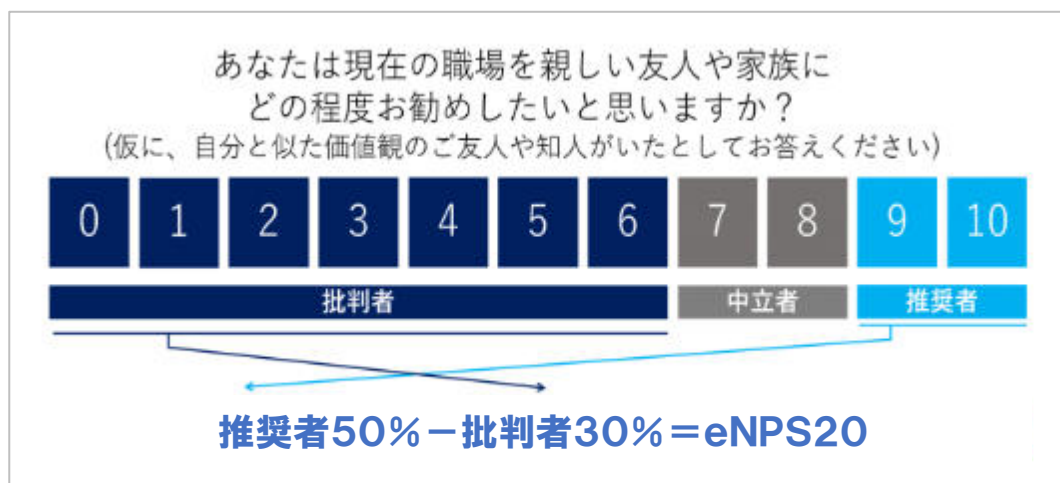 あなたは現在の職場を親しい友人や家族に
どの程度お勧めしたいと思いますか？
(仮に、自分と似た価値観のご友人や知人がいたとしてお答えください)
0 1 2 3 4 5 6 7 8 9 10
批判者 中立者 推奨者
推奨者50%－批判者30%＝eNPS20